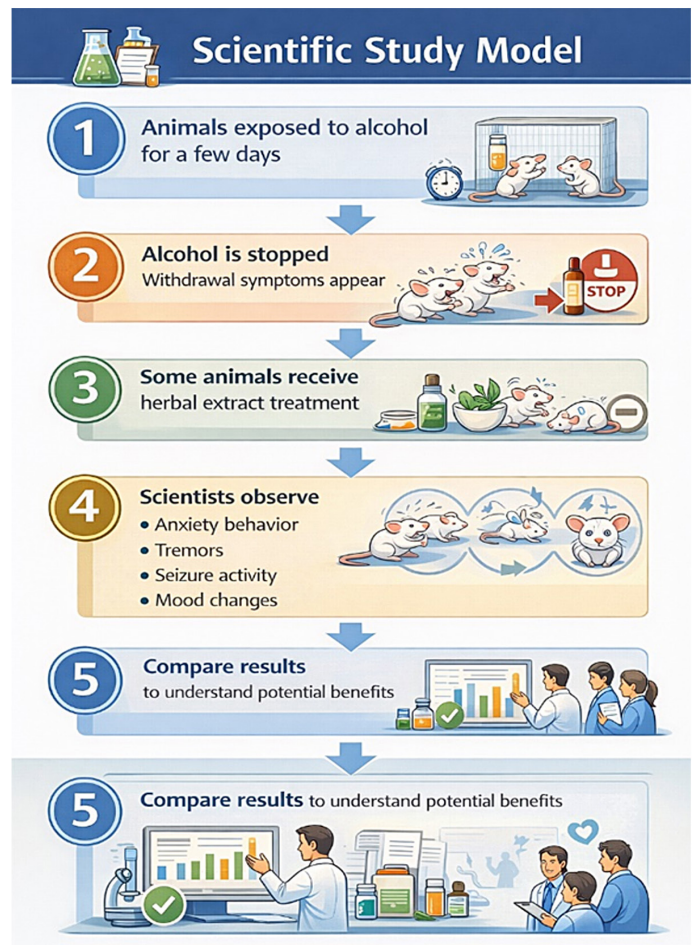 Scientific Study Model
1
Animals exposed to alcohol
for a few days
2
Alcohol is stopped
Withdrawal symptoms appear
STOP
3
Some animals receive
herbal extract treatment
4
Scientists observe
• Anxiety behavior
• Tremors
• Seizure activity
• Mood changes
5
Compare results
to understand potential benefits
5
Compare results to understand potential benefits